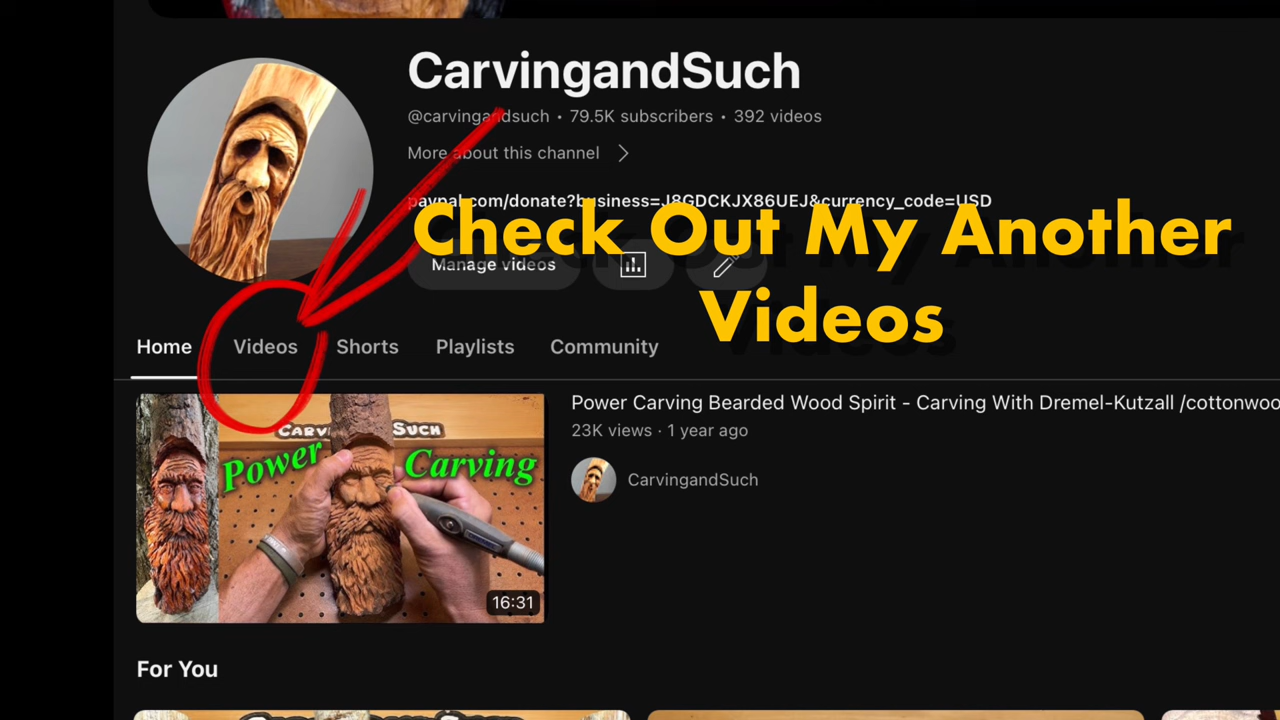 CarvingandSuch
@carvingandsuch • 79.5K subscribers • 392 videos
More about this channel
paypal.com/donate?business=J8GDCKJX86UEJ&currency_code=USD
Check Out My Another
Videos
Manage videos
Home Videos Shorts Playlists Community
Power Carving Bearded Wood Spirit - Carving With Dremel-Kutzall /cottonwoo
23K views · 1 year ago
CarvingandSuch
Power Carving
16:31
For You